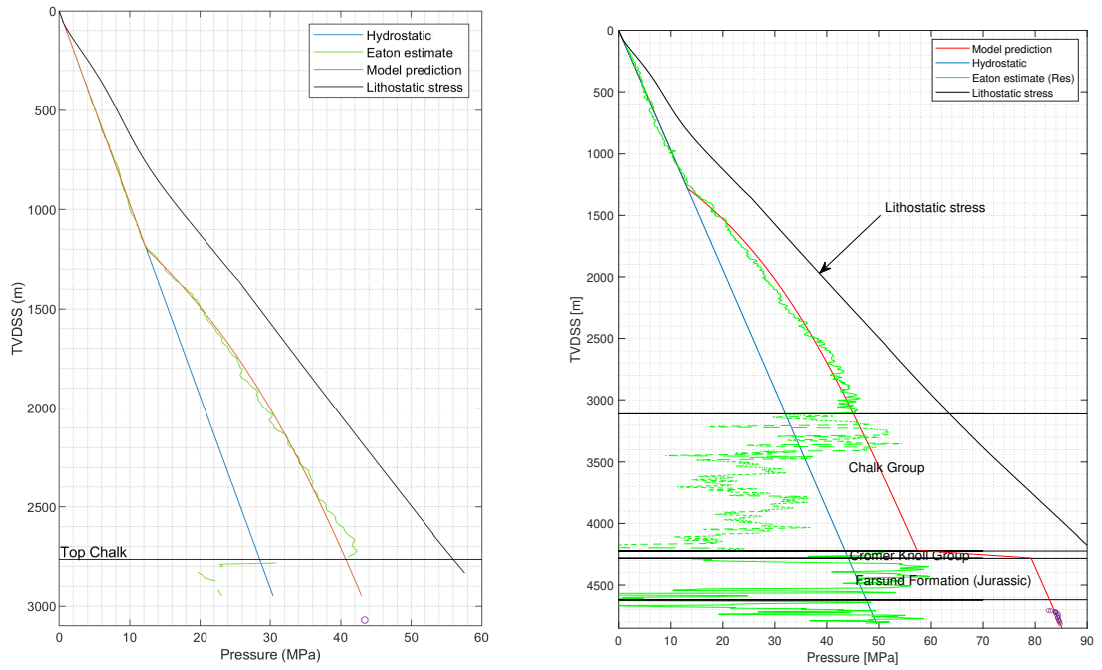 Hydrostatic
Eaton estimate
Model prediction
Lithostatic stress
0
500
1000
1500
2000
2500
3000
TVDSS (m)
Top Chalk
0
10
20
30
40
50
60
Pressure (MPa)
Model prediction
Hydrostatic
Eaton estimate (Res)
Lithostatic stress
0
500
1000
1500
2000
2500
3000
3500
4000
4500
TVDSS [m]
Lithostatic stress
Chalk Group
Cromer Knoll Group
Farsund Formation (Jurassic)
0
10
20
30
40
50
60
70
80
90
Pressure [MPa]